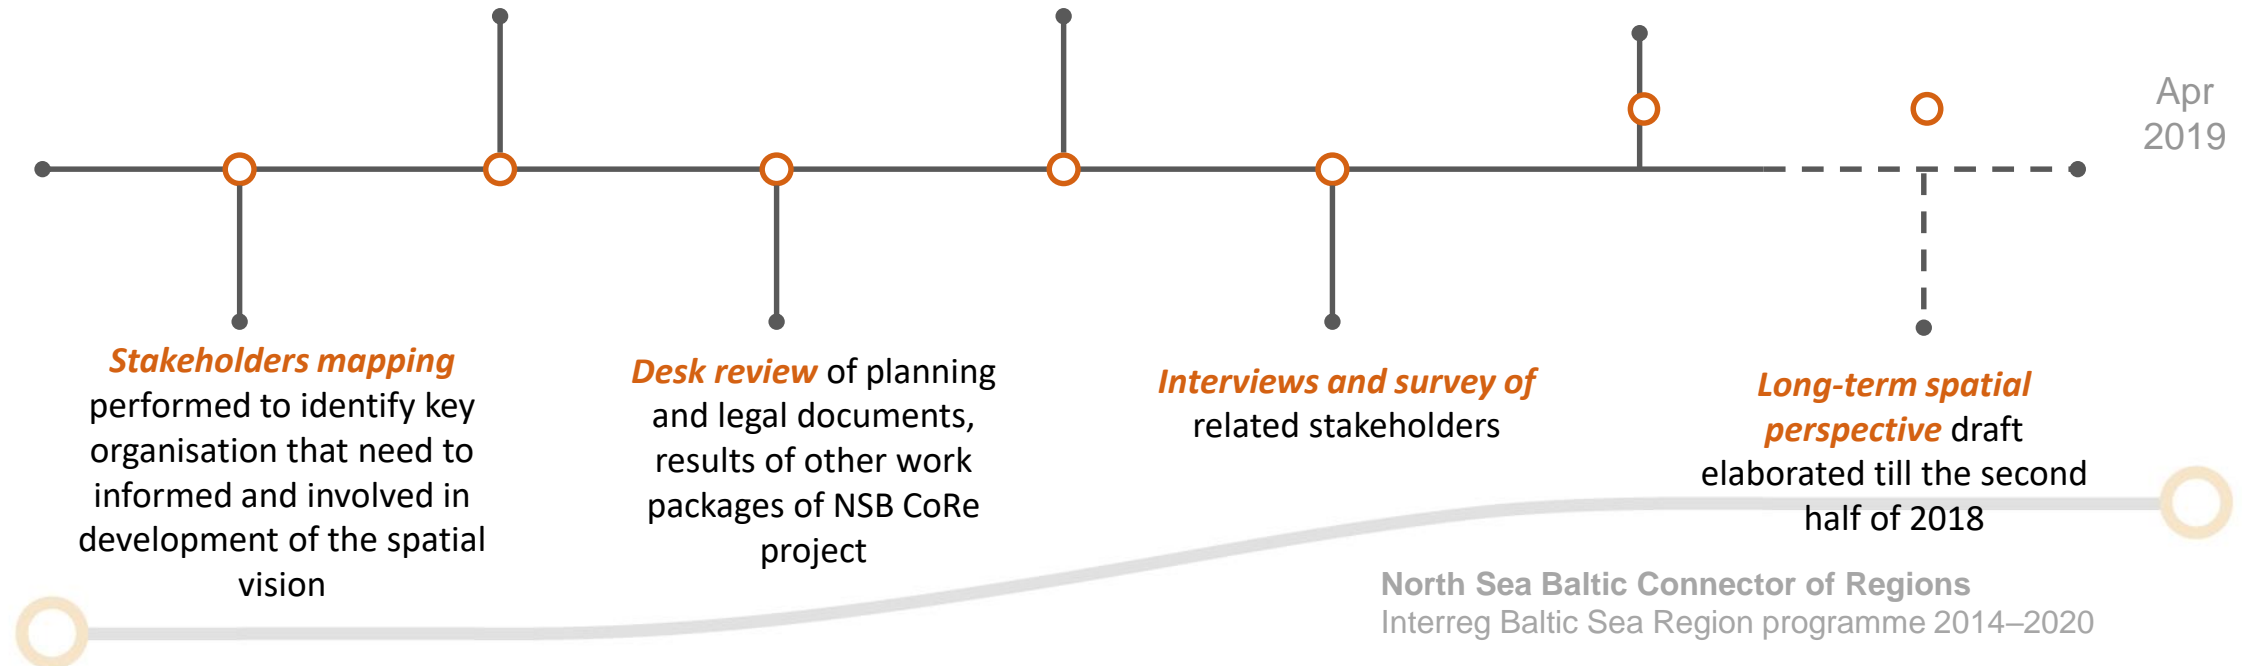 Apr
2019
Stakeholders mapping
performed to identify key
organisation that need to
informed and involved in
development of the spatial
vision
Desk review of planning
and legal documents,
results of other work
packages of NSB CoRe
project
Interviews and survey of
related stakeholders
Long-term spatial
perspective draft
elaborated till the second
half of 2018
North Sea Baltic Connector of Regions
Interreg Baltic Sea Region programme 2014–2020